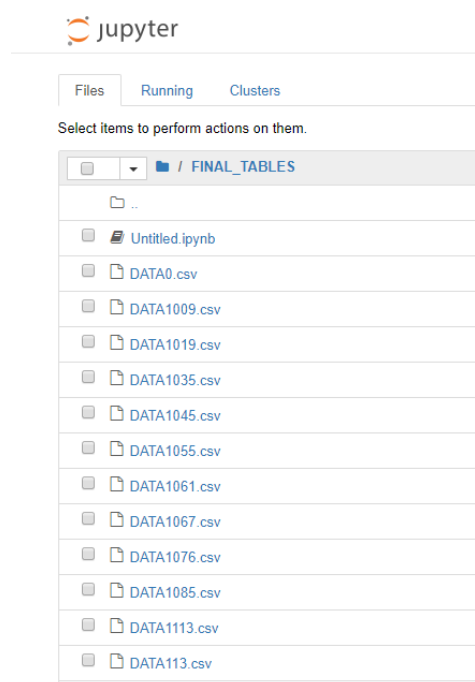 jupyter
Files Running Clusters
Select items to perform actions on them.
/ FINAL_TABLES
..
Untitled.ipynb
DATA0.csv
DATA1009.csv
DATA1019.csv
DATA1035.csv
DATA1045.csv
DATA1055.csv
DATA1061.csv
DATA1067.csv
DATA1076.csv
DATA1085.csv
DATA1113.csv
DATA113.csv